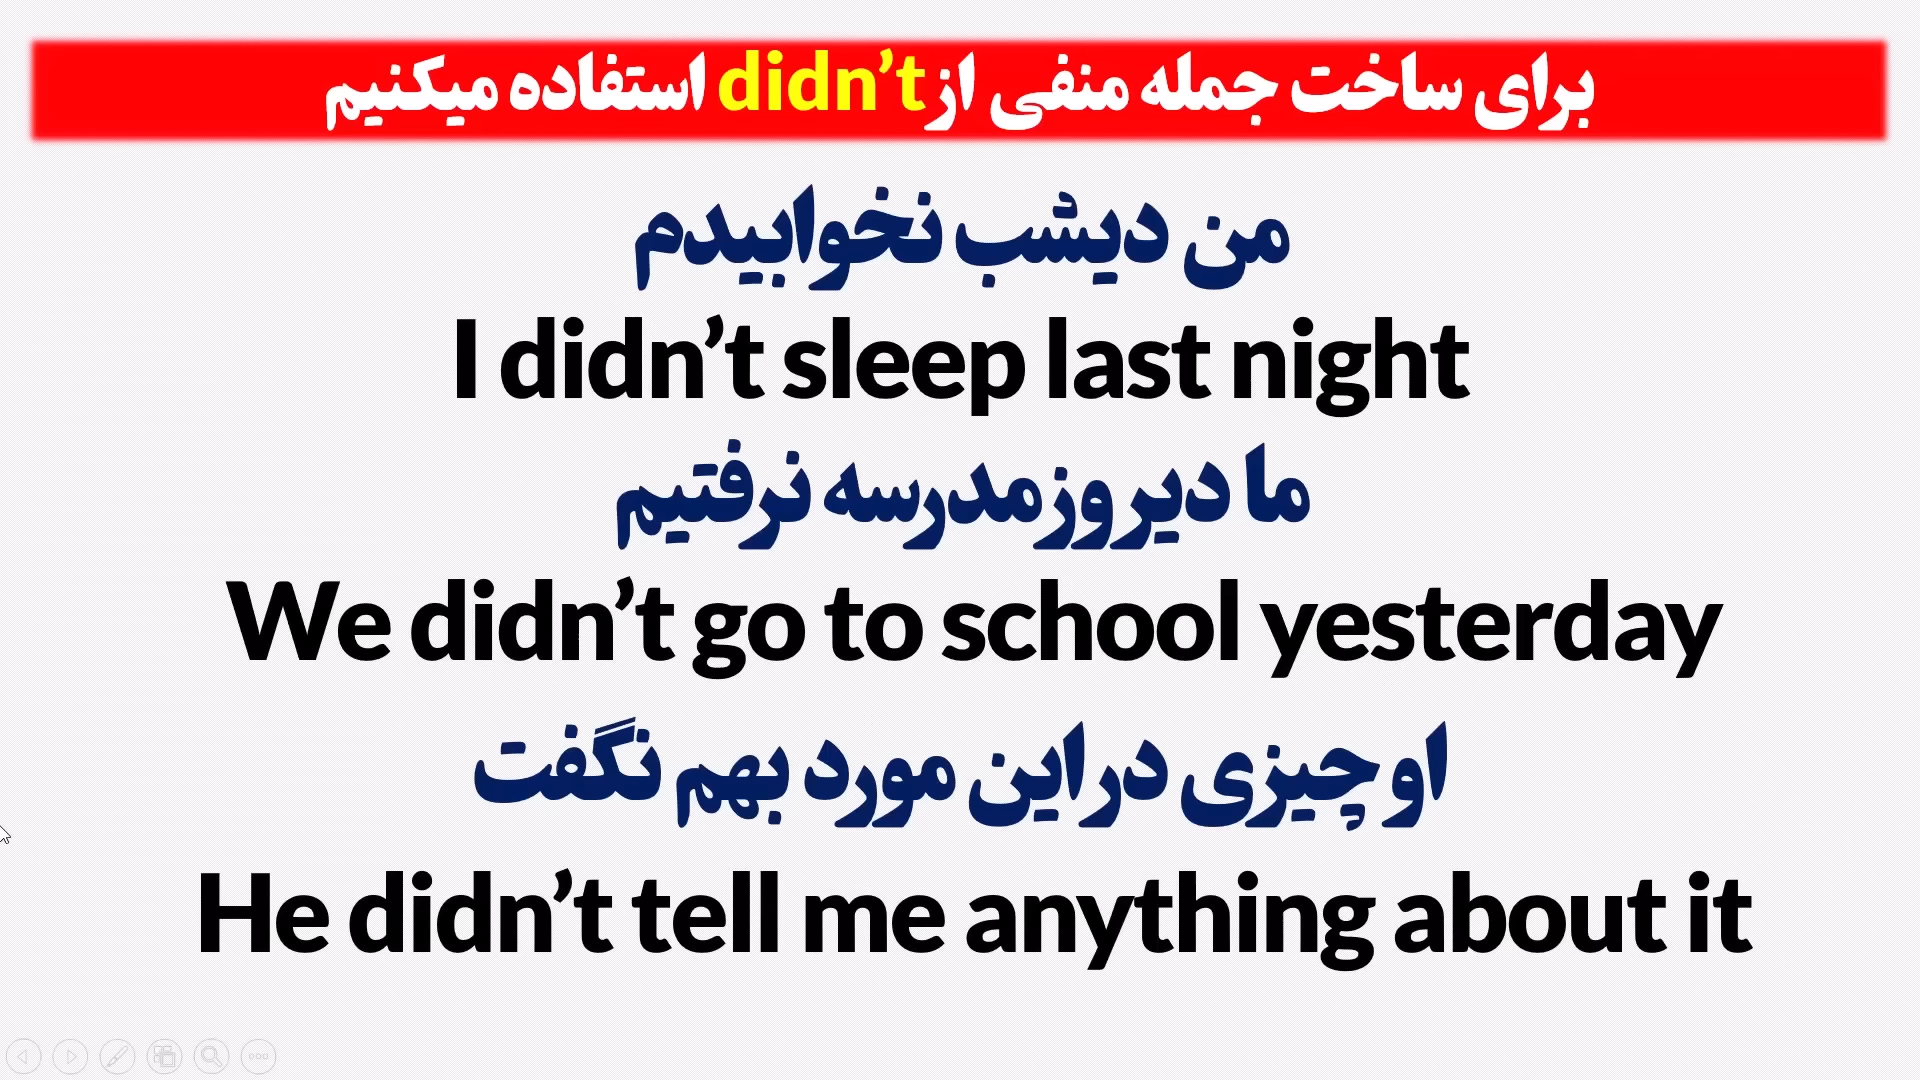 برای ساخت جمله منفی از didn’t استفاده میکنیم
من دیشب نخوابیدم
I didn’t sleep last night
ما دیروز مدرسه نرفتیم
We didn’t go to school yesterday
او چیزی در این مورد بهم نگفت
He didn’t tell me anything about it